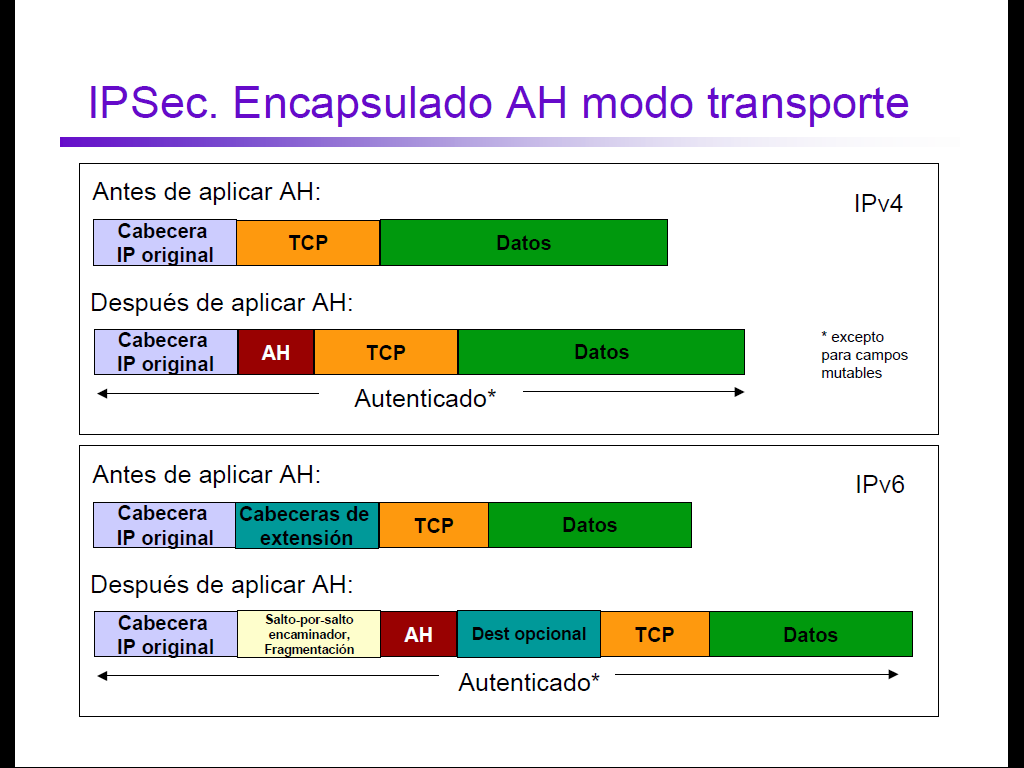 IPSec. Encapsulado AH modo transporte
Antes de aplicar AH:
IPv4
Cabecera
IP original
TCP
Datos
Después de aplicar AH:
Cabecera
IP original
AH
TCP
Datos
* excepto
para campos
mutables
Autenticado*
Antes de aplicar AH:
IPv6
Cabecera
IP original
Cabeceras de
extensión
TCP
Datos
Después de aplicar AH:
Cabecera
IP original
Salto-por-salto
encaminador,
Fragmentación
AH
Dest opcional
TCP
Datos
Autenticado*